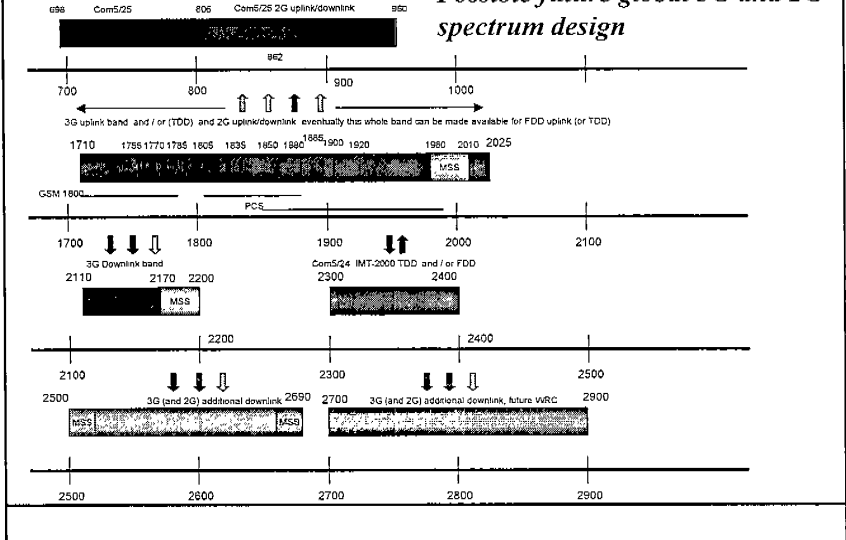 Possible future global 3G and 2G
spectrum design
698 Com5/25 806 Com5/25 2G uplink/downlink 960
862
700 800 900 1000
3G uplink band and / or (TDD) and 2G uplink/downlink eventually this whole band can be made available for FDD uplink (or TDD)
1710 1755 1770 1785 1805 1835 1850 1880 1885 1900 1920 1980 2010 2025
MSS
GSM 1800
PCS
1700 1800 1900 2000 2100
3G Downlink band
2110 2170 2200
MSS
Com5/24 IMT-2000 TDD and / or FDD
2300 2400
2100 2200 2300 2400 2500
3G (and 2G) additional downlink
2500 2690
MSS MSS
3G (and 2G) additional downlink, future WRC
2700 2900
2500 2600 2700 2800 2900